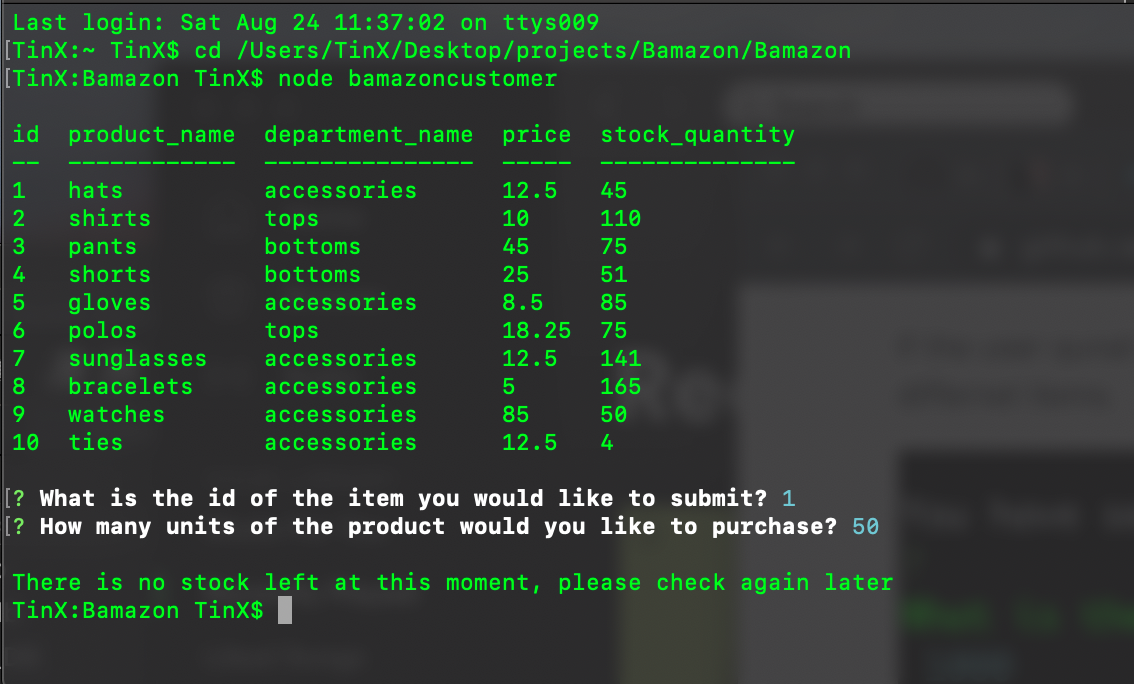 Last login: Sat Aug 24 11:37:02 on ttys009
[TinX:~ TinX$ cd /Users/TinX/Desktop/projects/Bamazon/Bamazon
[TinX:Bamazon TinX$ node bamazoncustomer
id  product_name  department_name  price  stock_quantity
--  ------------  ---------------  -----  --------------
1   hats          accessories      12.5   45
2   shirts        tops             10     110
3   pants         bottoms          45     75
4   shorts        bottoms          25     51
5   gloves        accessories      8.5    85
6   polos         tops             18.25  75
7   sunglasses    accessories      12.5   141
8   bracelets     accessories      5      165
9   watches       accessories      85     50
10  ties          accessories      12.5   4
[? What is the id of the item you would like to submit? 1
[? How many units of the product would you like to purchase? 50
There is no stock left at this moment, please check again later
TinX:Bamazon TinX$